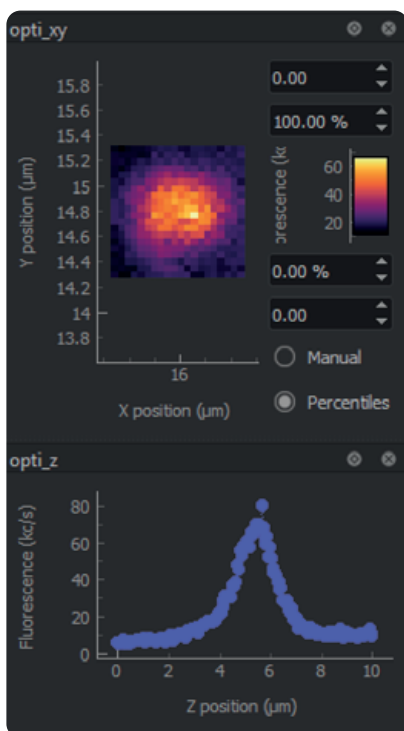 opti_xy
0.00
100.00 %
15.8
15.6
15.4
15.2
15
14.8
14.6
14.4
14.2
14
13.8
Y position (µm)
60
40
20
0.00 %
0.00
Manual
Percentiles
16
X position (µm)
opti_z
80
60
40
20
0
Fluorescence (kc/s)
0 2 4 6 8 10
Z position (µm)